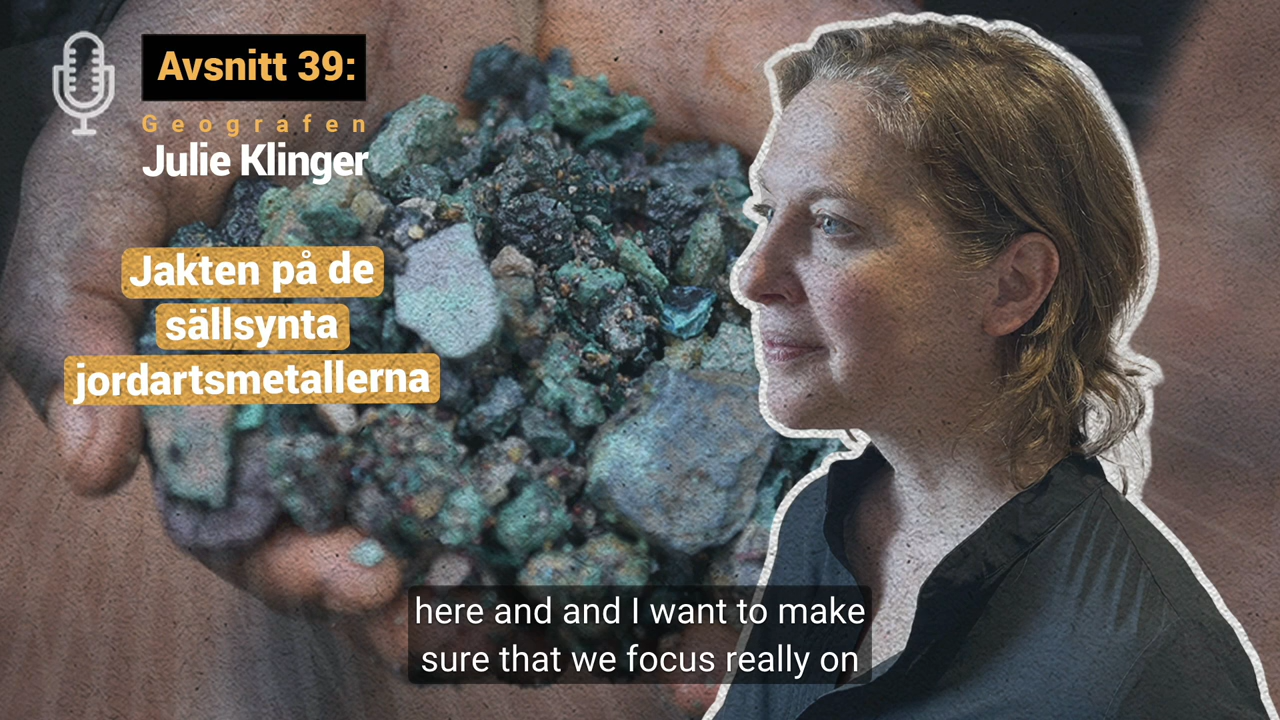 Avsnitt 39:
Geografen
Julie Klinger
Jakten på de
sällsynta
jordartsmetallerna
here and and I want to make
sure that we focus really on